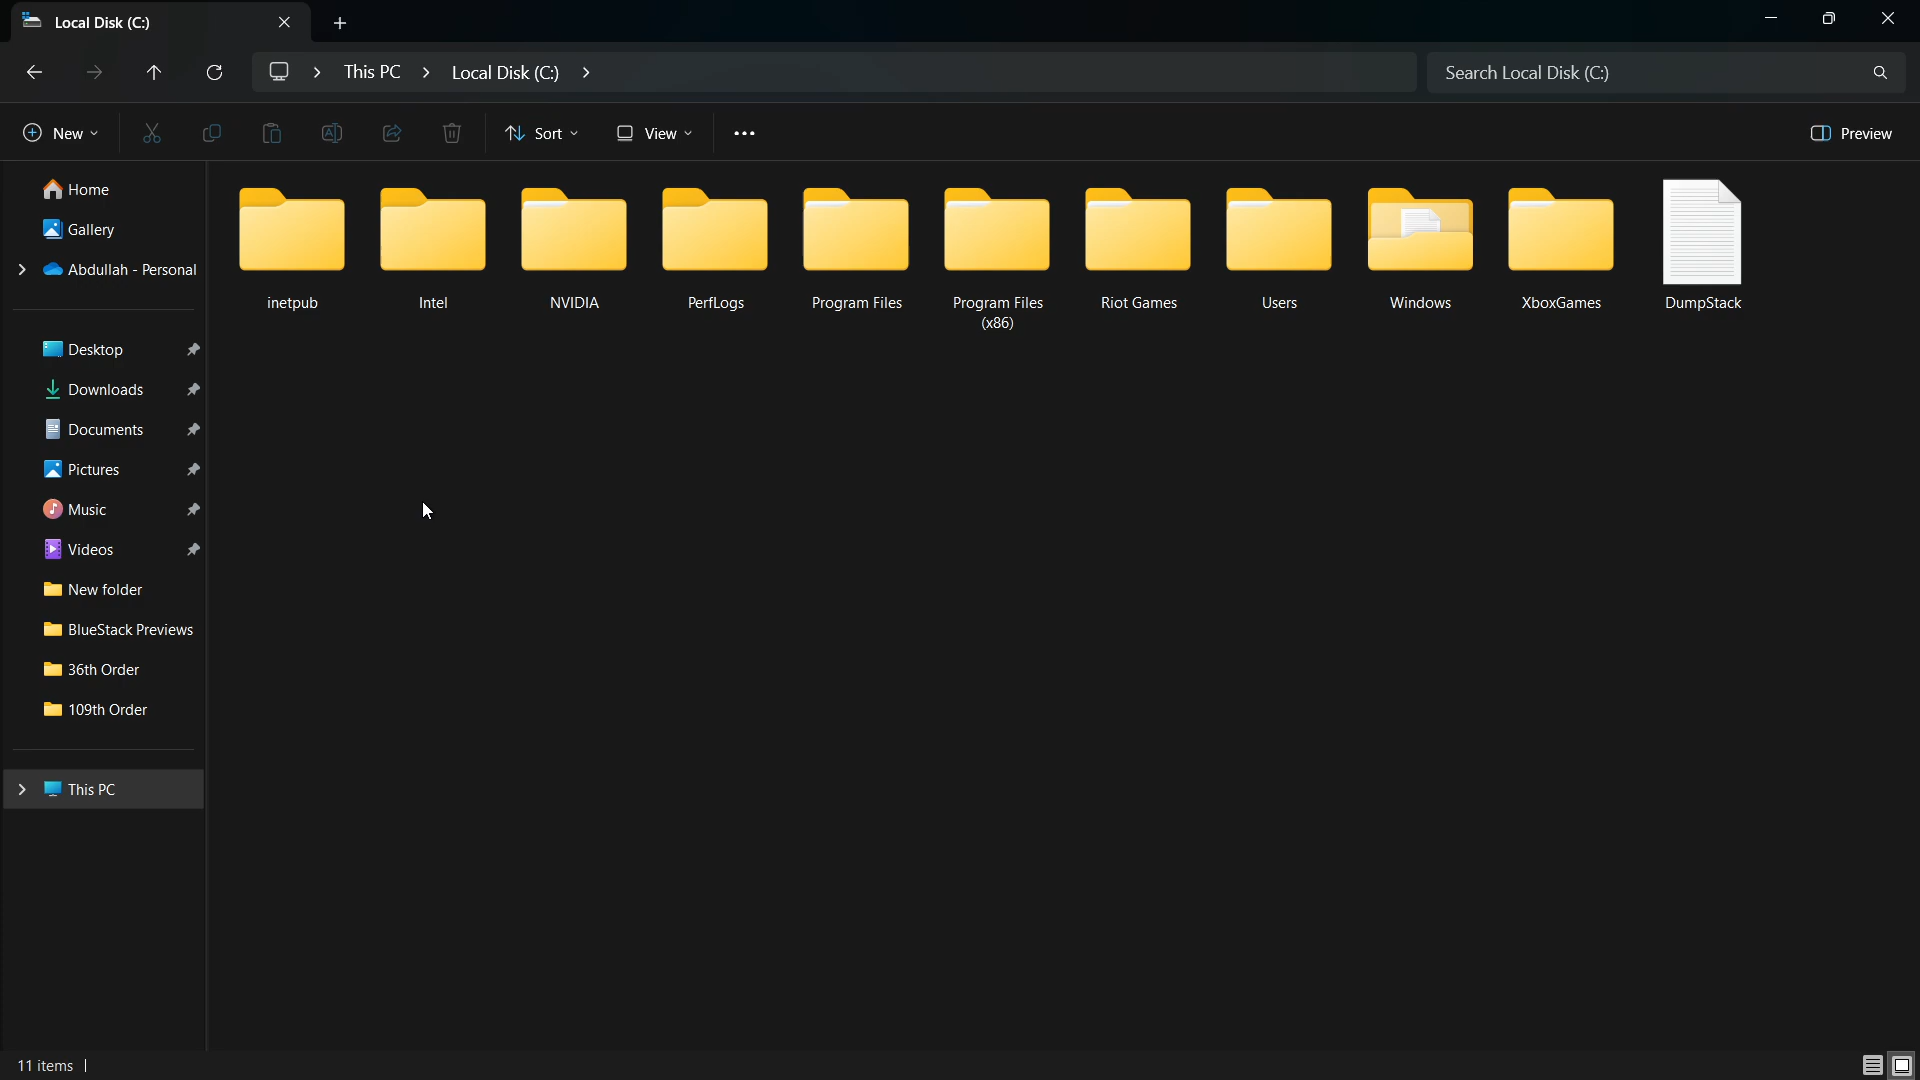 Local Disk (C:)
This PC
Local Disk (C:)
Search Local Disk (C:)
New
Sort
View
Preview
Home
Gallery
Abdullah - Personal
Desktop
Downloads
Documents
Pictures
Music
Videos
New folder
BlueStack Previews
36th Order
109th Order
This PC
inetpub
Intel
NVIDIA
PerfLogs
Program Files
Program Files
(x86)
Riot Games
Users
Windows
XboxGames
DumpStack
11 items